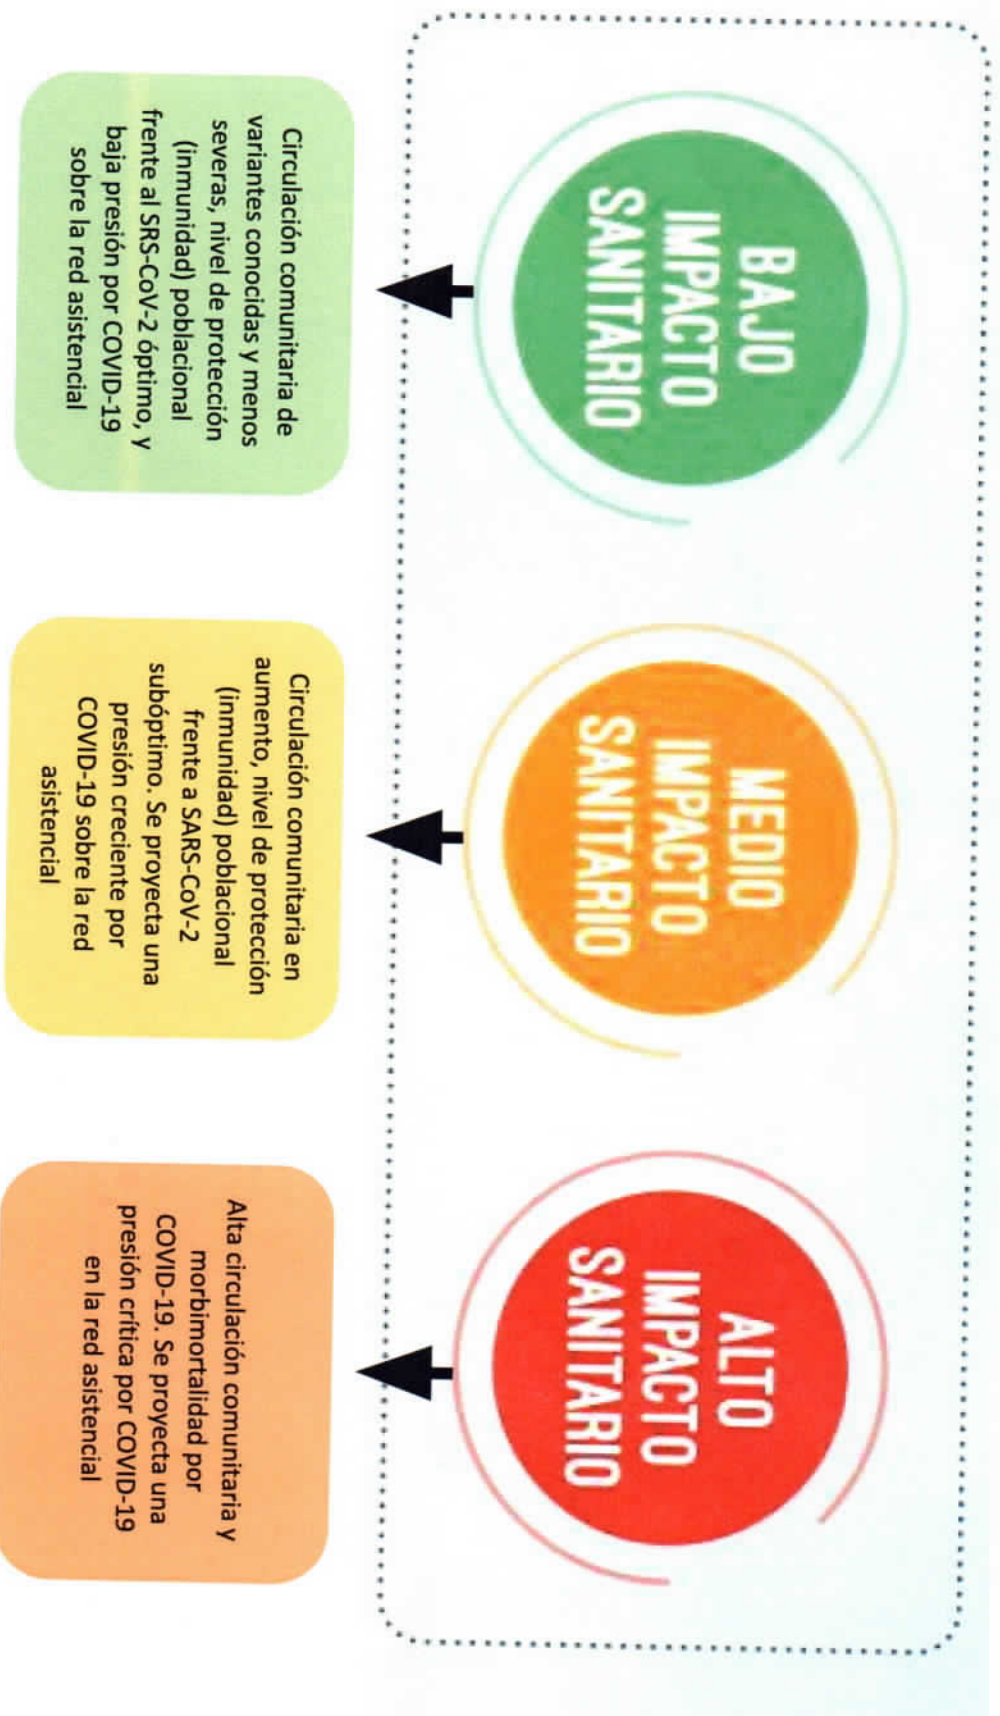 BAJO
IMPACTO
SANITARIO
MEDIO
IMPACTO
SANITARIO
ALTO
IMPACTO
SANITARIO
Circulación comunitaria de
variantes conocidas y menos
severas, nivel de protección
(inmunidad) poblacional
frente al SRS-CoV-2 óptimo, y
baja presión por COVID-19
sobre la red asistencial
Circulación comunitaria en
aumento, nivel de protección
(inmunidad) poblacional
frente a SARS-CoV-2
subóptimo. Se proyecta una
presión creciente por
COVID-19 sobre la red
asistencial
Alta circulación comunitaria y
morbimortalidad por
COVID-19. Se proyecta una
presión crítica por COVID-19
en la red asistencial